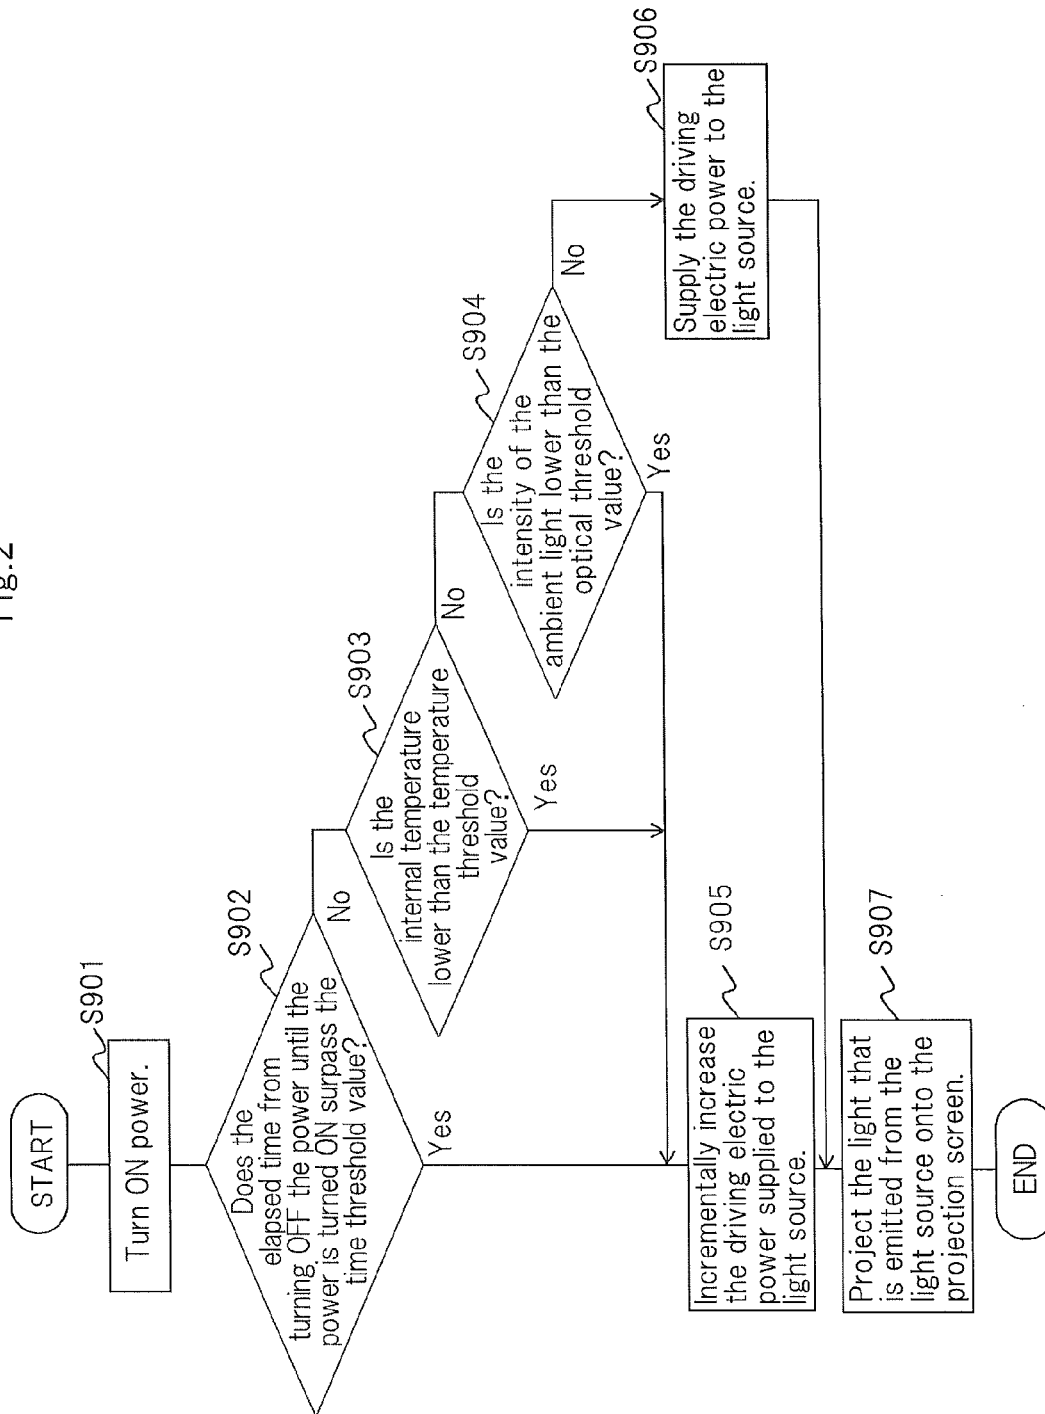 Fig.2
START
S901
Turn ON power.
S902
Does the
elapsed time from
turning OFF the power until the
power is turned ON surpass the
time threshold value?
No
Yes
S903
Is the
internal temperature
lower than the temperature
threshold
value?
No
Yes
S904
Is the
intensity of the
ambient light lower than the
optical threshold
value?
No
Yes
S905
Incrementally increase
the driving electric
power supplied to the
light source.
S906
Supply the driving
electric power to the
light source.
S907
Project the light that
is emitted from the
light source onto the
projection screen.
END